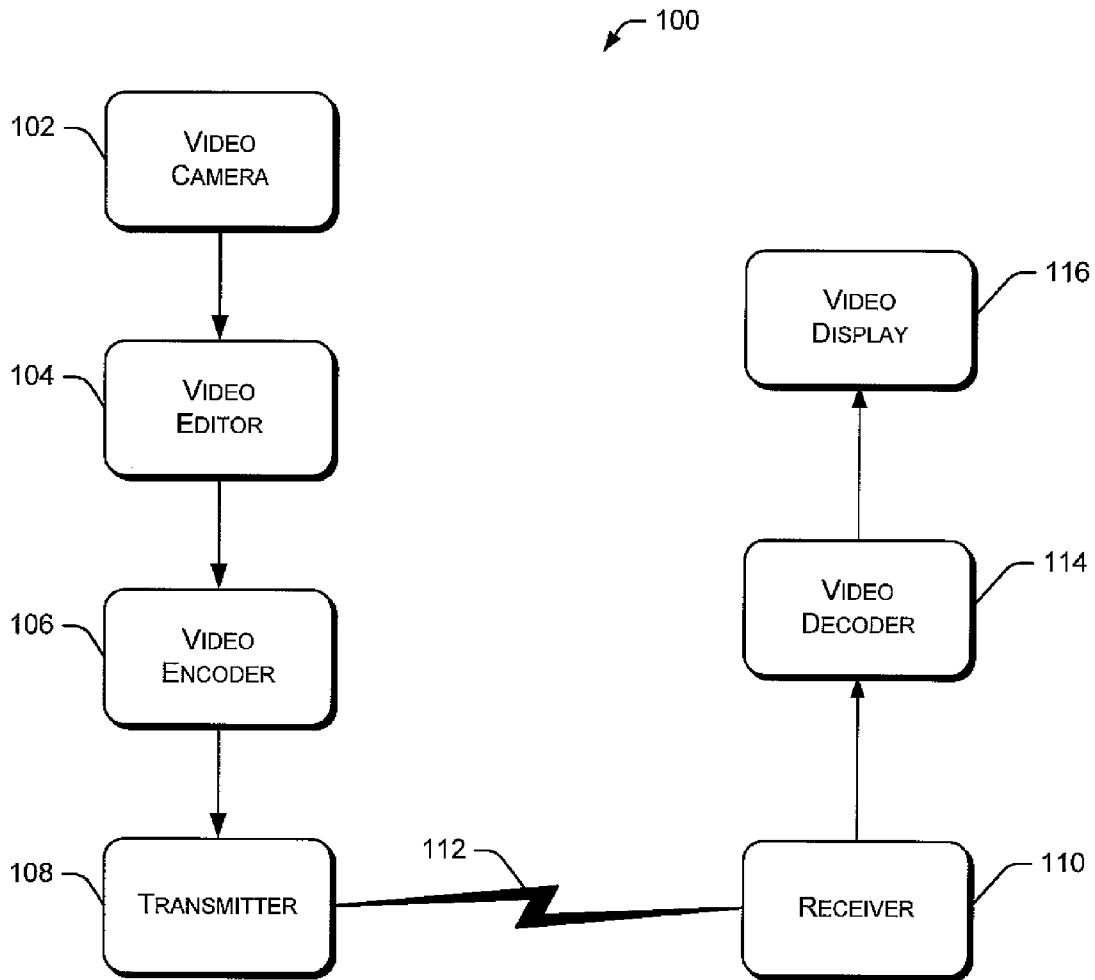 100
102
VIDEO
CAMERA
104
VIDEO
EDITOR
106
VIDEO
ENCODER
108
TRANSMITTER
112
116
VIDEO
DISPLAY
114
VIDEO
DECODER
110
RECEIVER